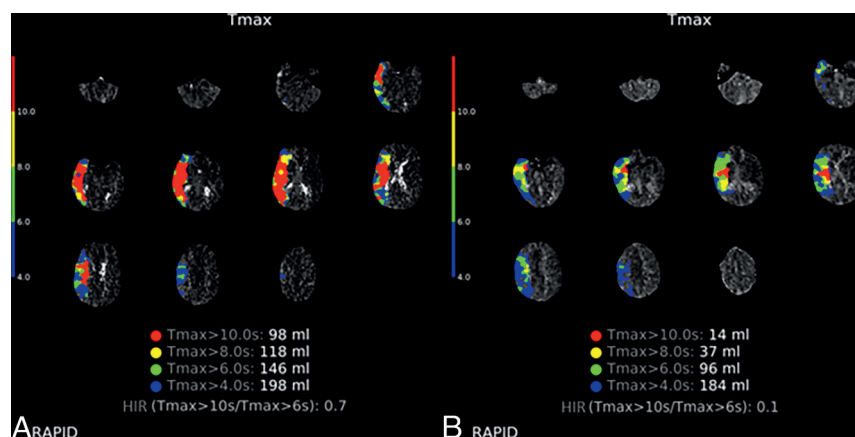 Tmax
10.0
8.0
6.0
4.0
Tmax>10.0s: 98 ml
Tmax>8.0s: 118 ml
Tmax>6.0s: 146 ml
Tmax>4.0s: 198 ml
HIR (Tmax>10s/Tmax>6s): 0.7
A RAPID
Tmax
10.0
8.0
6.0
4.0
Tmax>10.0s: 14 ml
Tmax>8.0s: 37 ml
Tmax>6.0s: 96 ml
Tmax>4.0s: 184 ml
HIR (Tmax>10s/Tmax>6s): 0.1
B RAPID